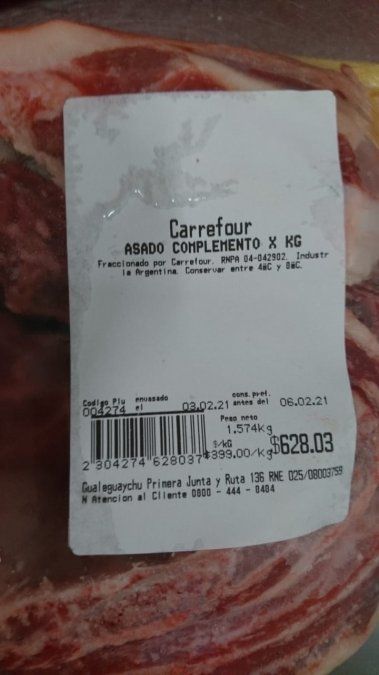 Carrefour
ASADO COMPLEMENTO X KG
Fraccionado por Carrefour. RNPA 04-042902. Industr
ia Argentina. Conservar entre 4ºC y 8ºC.
Codigo Plu envasado cons. pref.
004274 el 03.02.21 antes del 06.02.21
Peso neto
1.574kg
$/kG
2 304274 628037 $399.00/kg $628.03
Gualeguaychu Primera Junta y Ruta 136 RNE 025/08003759
N Atencion al Cliente 0800 - 444 - 8484